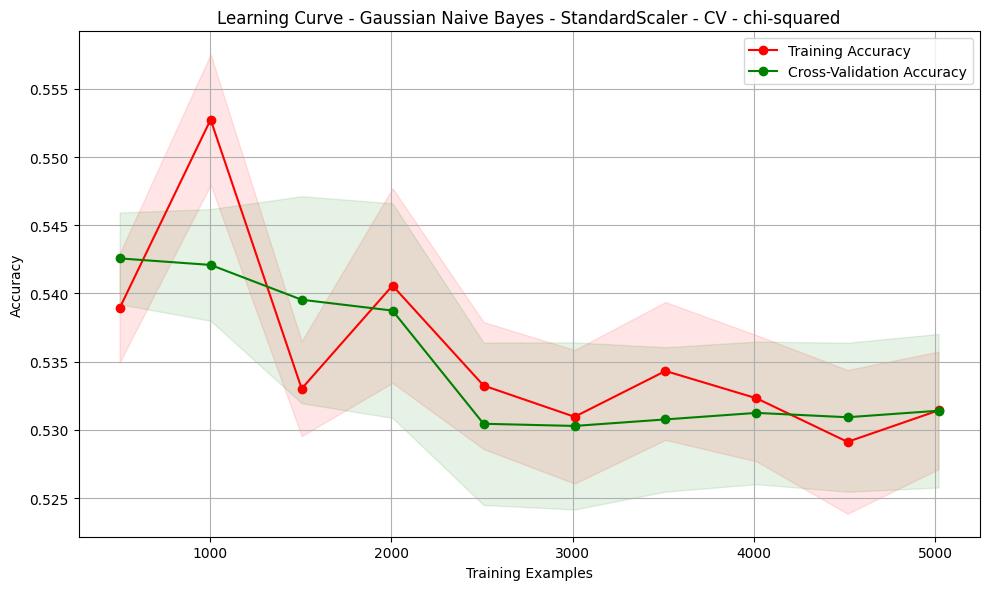 Learning Curve - Gaussian Naive Bayes - StandardScaler - CV - chi-squared
Training Accuracy
Cross-Validation Accuracy
0.555
0.550
0.545
0.540
0.535
0.530
0.525
Accuracy
1000 2000 3000 4000 5000
Training Examples